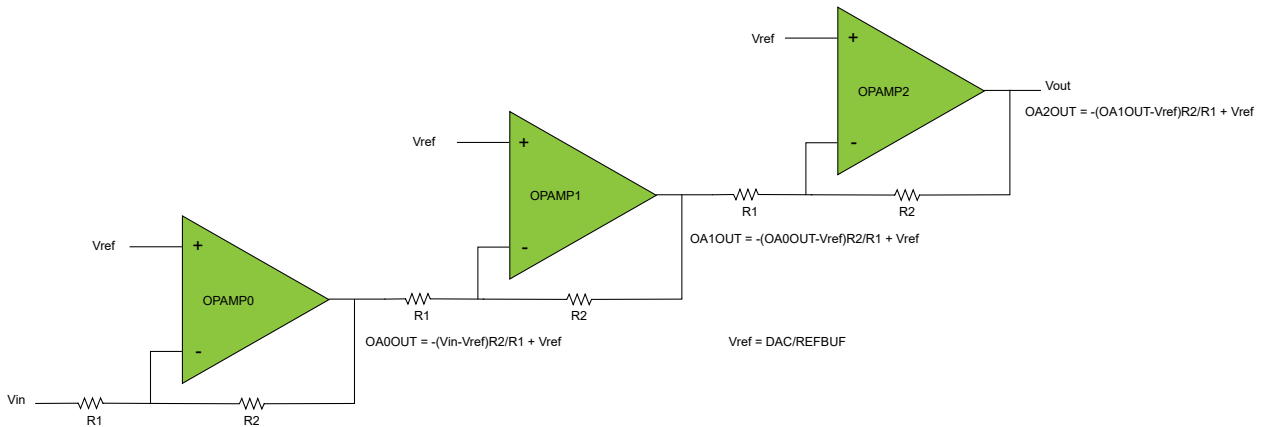 Vref
+
OPAMP2
-
Vout
OA2OUT = -(OA1OUT-Vref)R2/R1 + Vref
R1
R2
Vref
+
OPAMP1
-
OA1OUT = -(OA0OUT-Vref)R2/R1 + Vref
R1
R2
Vref
+
OPAMP0
-
OA0OUT = -(Vin-Vref)R2/R1 + Vref
Vref = DAC/REFBUF
Vin
R1
R2